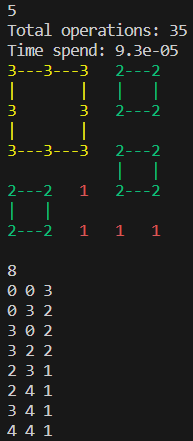 5
Total operations: 35
Time spend: 9.3e-05
3---3---3   2---2
|       |   |   |
3       3   2---2
|       |
3---3---3   2---2
            |   |
2---2   1   2---2
|   |
2---2   1   1   1

8
0 0 3
0 3 2
3 0 2
3 2 2
2 3 1
2 4 1
3 4 1
4 4 1